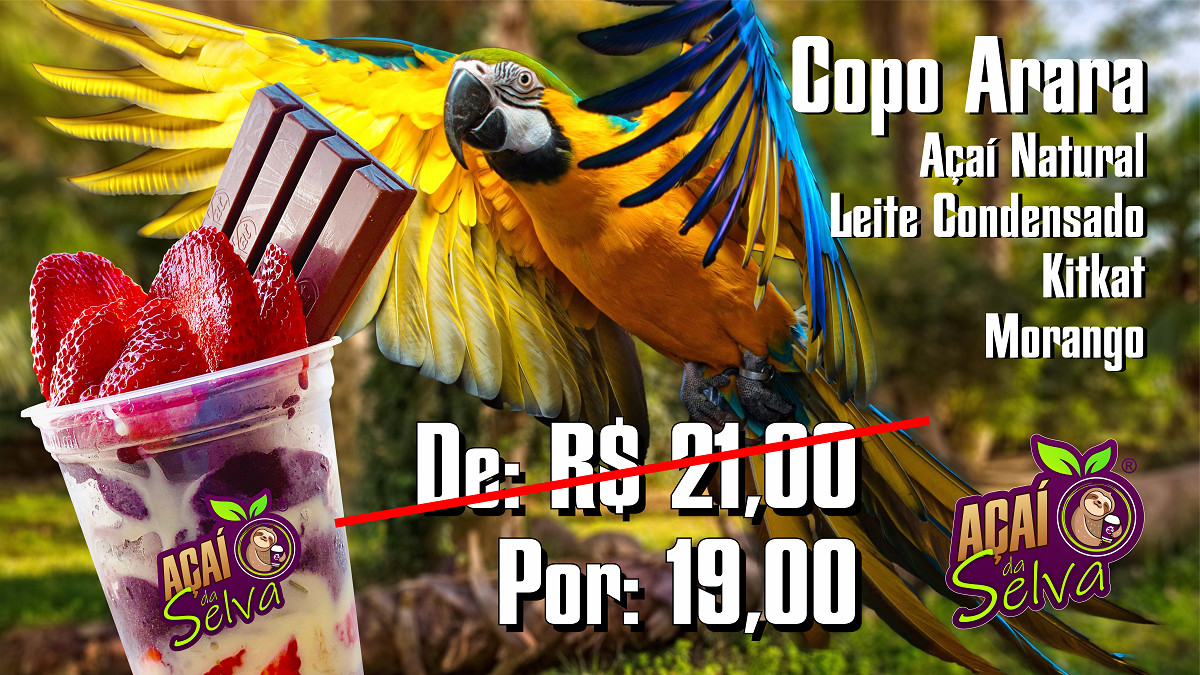 Copo Arara
Açaí Natural
Leite Condensado
Kitkat
Morango
De: R$ 21,00
Por: 19,00
AÇAÍ
da
Selva
AÇAÍ
da
Selva
®